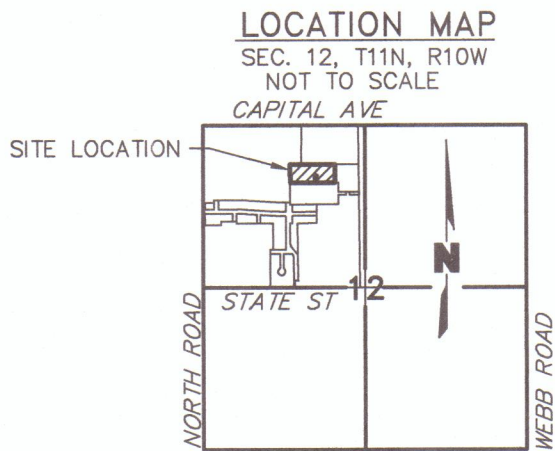 LOCATION MAP
SEC. 12, T11N, R10W
NOT TO SCALE
CAPITAL AVE
SITE LOCATION
N
12
STATE ST
NORTH ROAD
WEBB ROAD